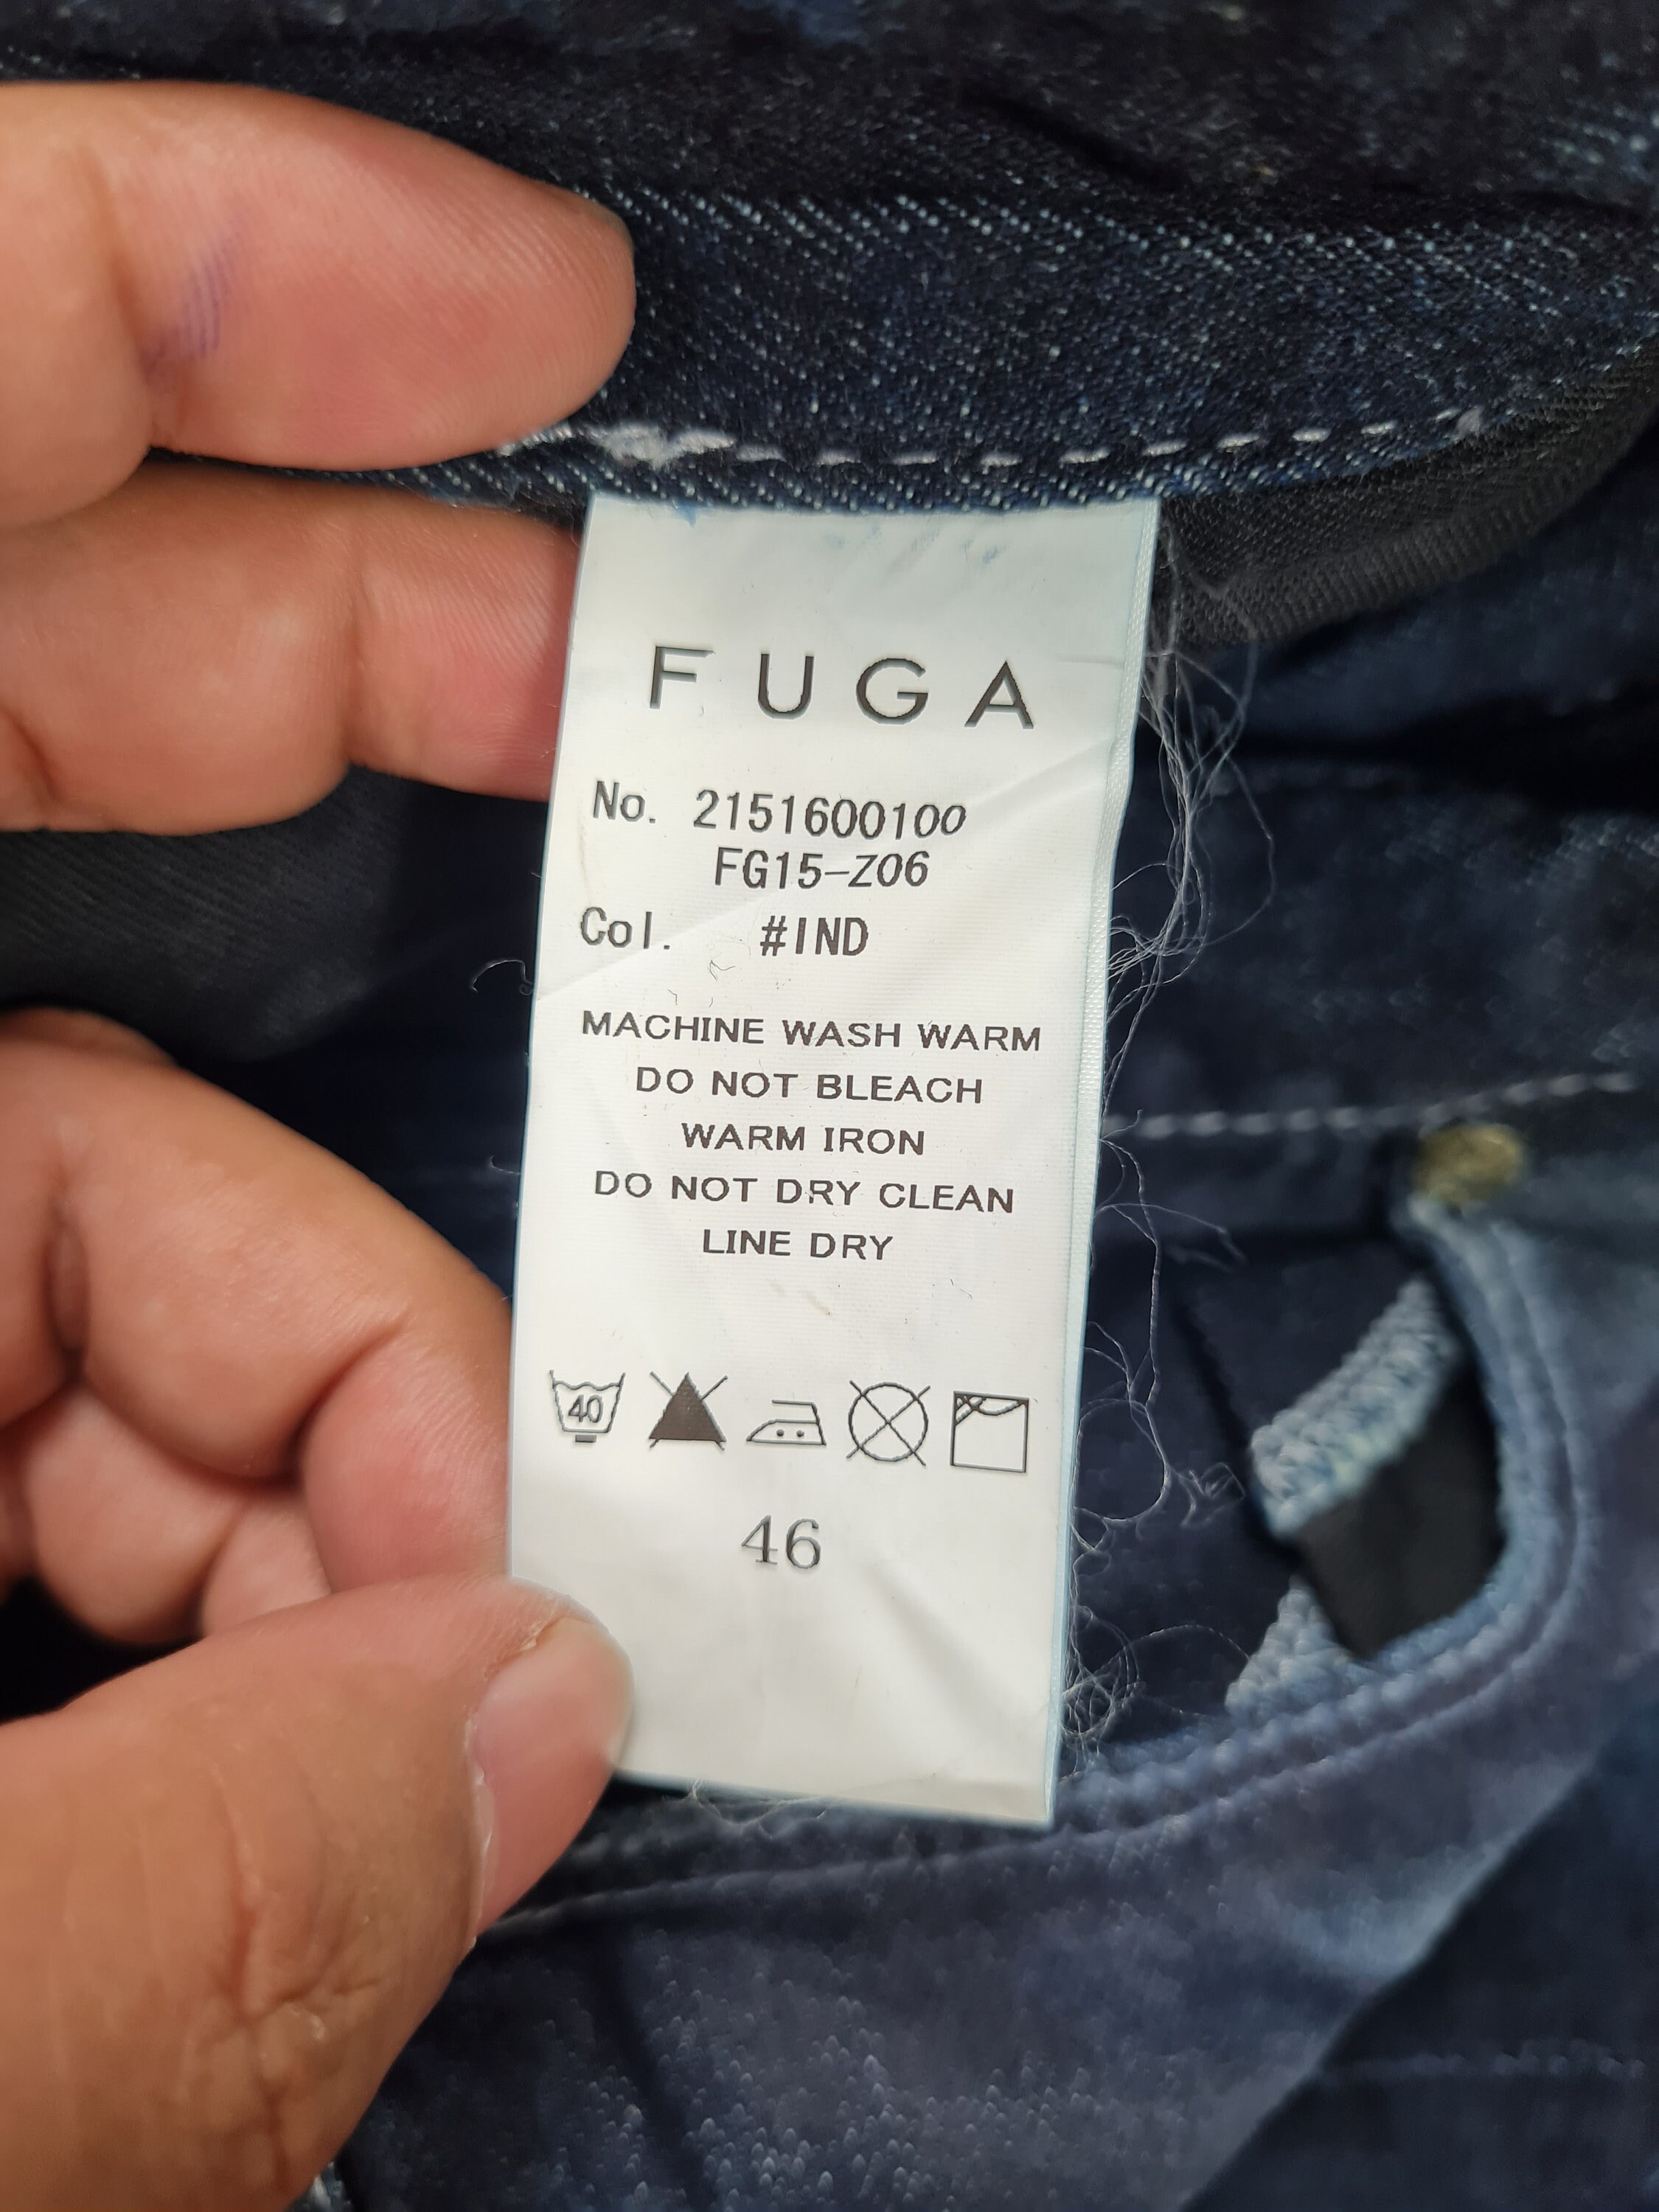 FUGA
No. 2151600100
FG15-Z06
Col. #IND
MACHINE WASH WARM
DO NOT BLEACH
WARM IRON
DO NOT DRY CLEAN
LINE DRY
40
46